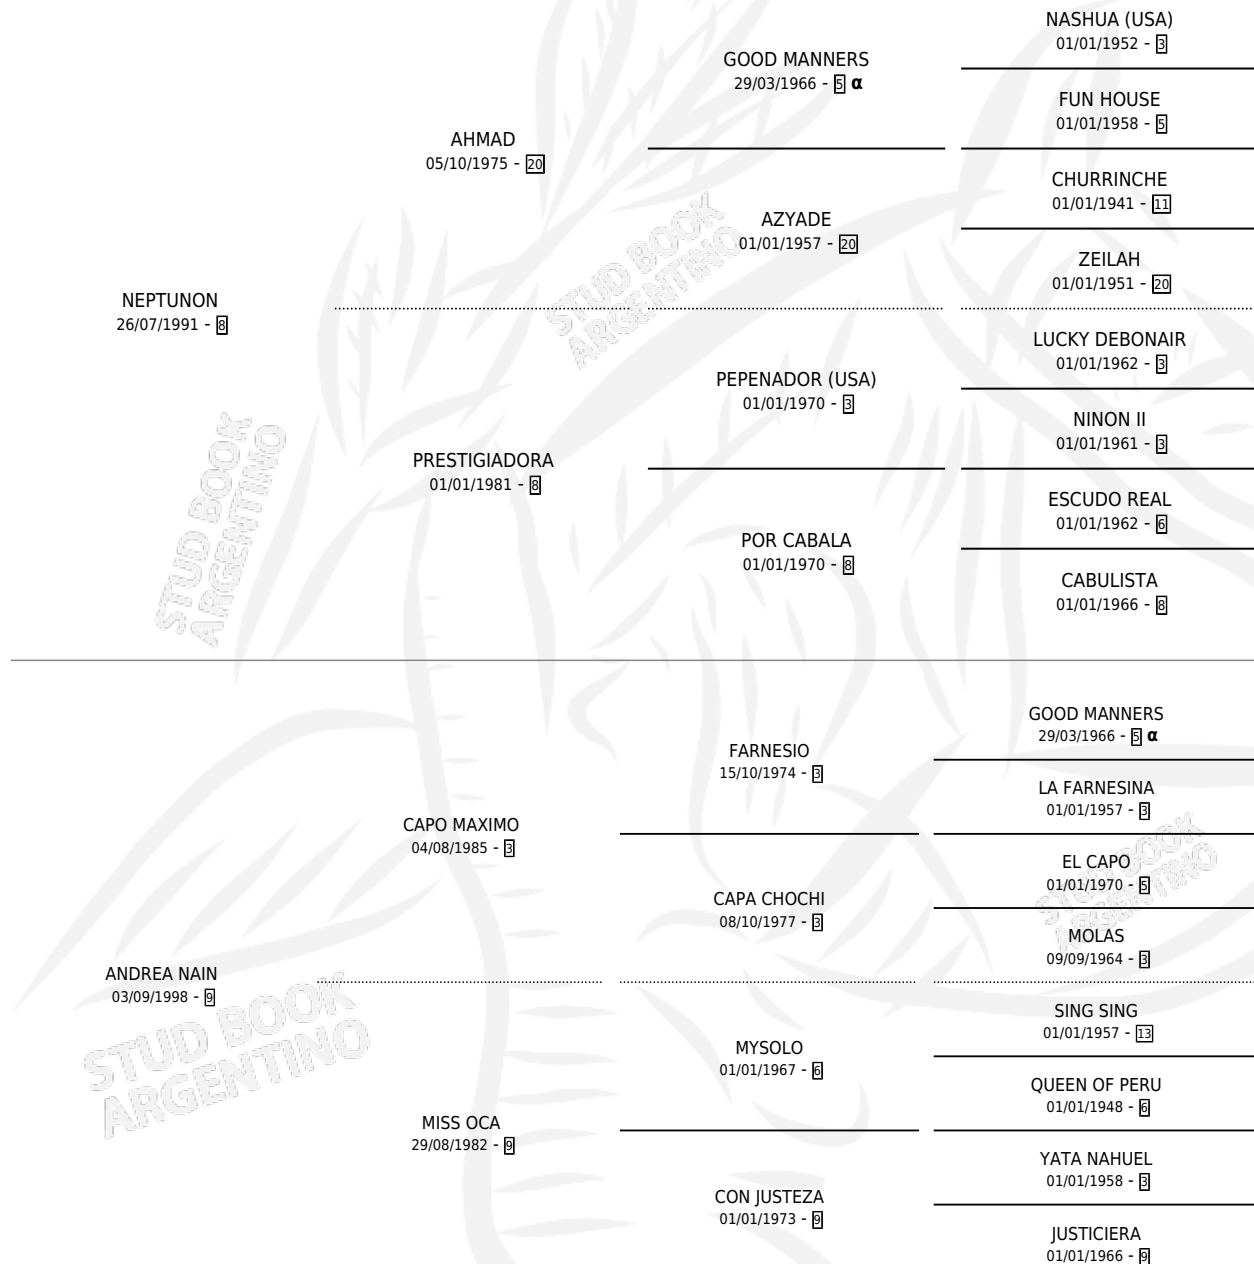 NEPTUNON
26/07/1991 - 8
AHMAD
05/10/1975 - 20
GOOD MANNERS
29/03/1966 - 5 α
NASHUA (USA)
01/01/1952 - 3
FUN HOUSE
01/01/1958 - 5
AZYADE
01/01/1957 - 20
CHURRINCHE
01/01/1941 - 11
ZEILAH
01/01/1951 - 20
PRESTIGIADORA
01/01/1981 - 8
PEPENADOR (USA)
01/01/1970 - 3
LUCKY DEBONAIR
01/01/1962 - 3
NINON II
01/01/1961 - 3
POR CABALA
01/01/1970 - 8
ESCUDO REAL
01/01/1962 - 6
CABULISTA
01/01/1966 - 8
ANDREA NAIN
03/09/1998 - 9
CAPO MAXIMO
04/08/1985 - 3
FARNESIO
15/10/1974 - 3
GOOD MANNERS
29/03/1966 - 5 α
LA FARNESINA
01/01/1957 - 3
CAPA CHOCHI
08/10/1977 - 3
EL CAPO
01/01/1970 - 5
MOLAS
09/09/1964 - 3
MISS OCA
29/08/1982 - 9
MYSOLO
01/01/1967 - 6
SING SING
01/01/1957 - 13
QUEEN OF PERU
01/01/1948 - 6
CON JUSTEZA
01/01/1973 - 9
YATA NAHUEL
01/01/1958 - 3
JUSTICIERA
01/01/1966 - 9
STUD BOOK
ARGENTINO
STUD BOOK
ARGENTINO
STUD BOOK
ARGENTINO
STUD BOOK
ARGENTINO